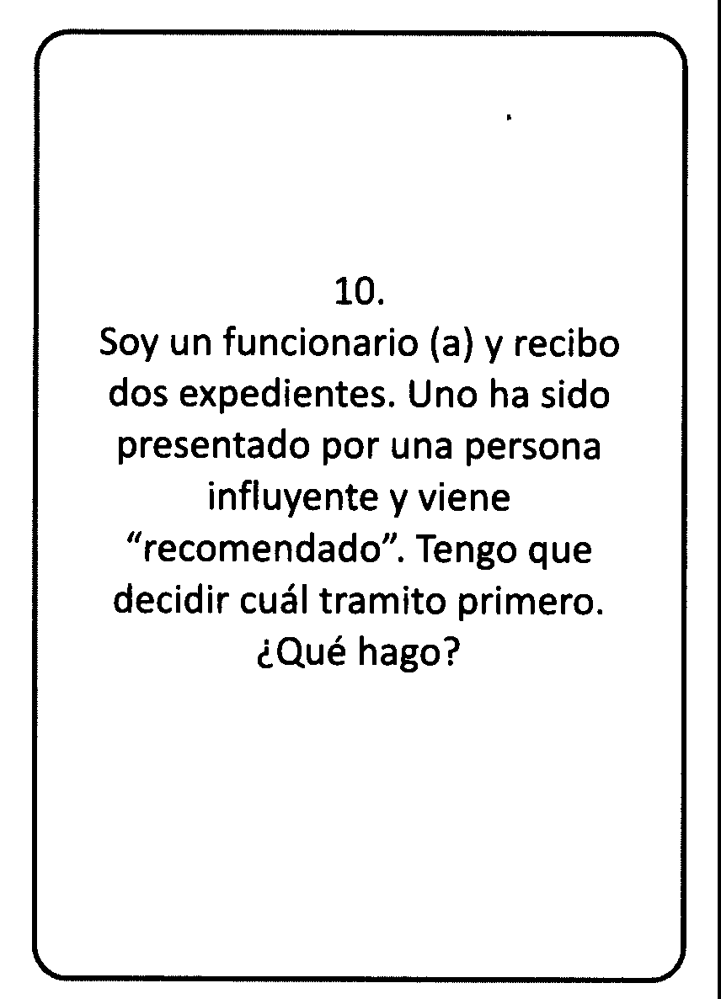 10.
Soy un funcionario (a) y recibo
dos expedientes. Uno ha sido
presentado por una persona
influyente y viene
“recomendado”. Tengo que
decidir cuál tramito primero.
¿Qué hago?